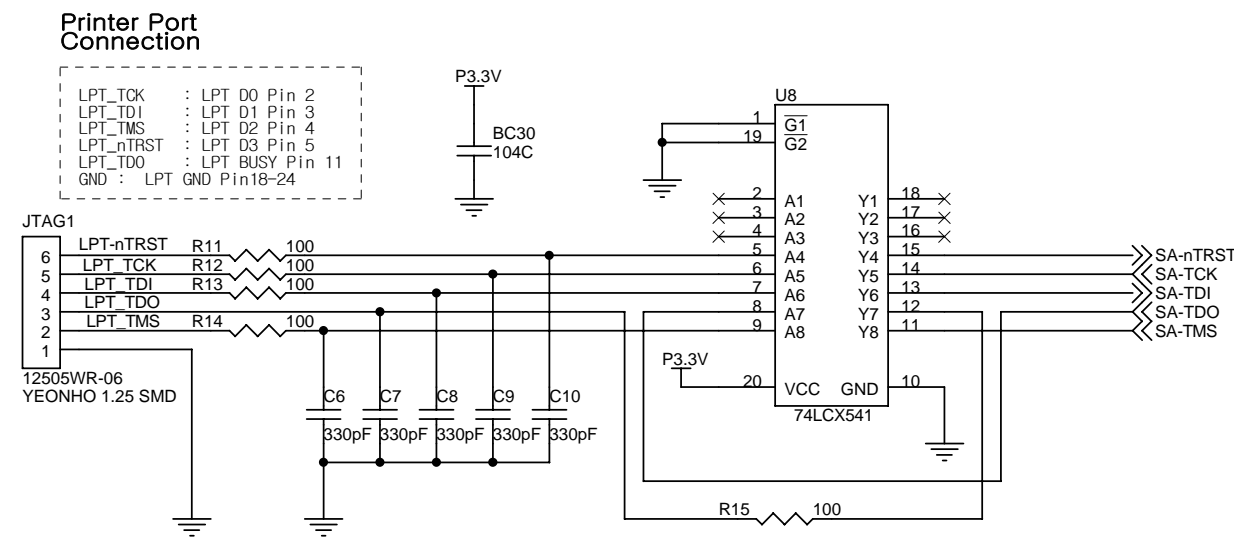 Printer Port
Connection
LPT_TCK : LPT D0 Pin 2
LPT_TDI : LPT D1 Pin 3
LPT_TMS : LPT D2 Pin 4
LPT_nTRST : LPT D3 Pin 5
LPT_TDO : LPT BUSY Pin 11
GND : LPT GND Pin18-24
P3.3V
BC30
104C
U8
1 G1
19 G2
2 A1 Y1 18
3 A2 Y2 17
4 A3 Y3 16
5 A4 Y4 15 SA-nTRST
6 A5 Y5 14 SA-TCK
7 A6 Y6 13 SA-TDI
8 A7 Y7 12 SA-TDO
9 A8 Y8 11 SA-TMS
20 VCC GND 10
P3.3V
74LCX541
JTAG1
6 LPT-nTRST R11 100
5 LPT_TCK R12 100
4 LPT_TDI R13 100
3 LPT_TDO
2 LPT_TMS R14 100
1
12505WR-06
YEONHO 1.25 SMD
C6 C7 C8 C9 C10
330pF 330pF 330pF 330pF 330pF
R15 100